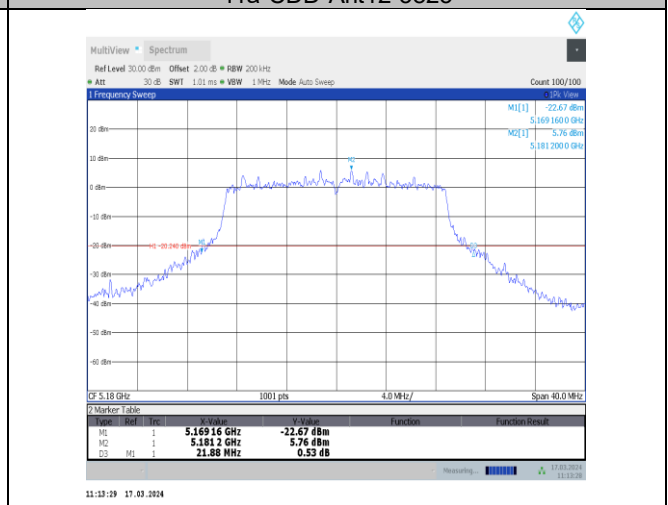 MultiView Spectrum
Ref Level 30.00 dBm Offset 2.00 dB RBW 200 kHz
Att 30 dB SWT 1.01 ms VBW 1 MHz Mode Auto Sweep Count 100/100
1 Frequency Sweep 1Pk View
M1[1] -22.67 dBm
5.169 160 0 GHz
M2[1] 5.76 dBm
5.181 200 0 GHz
20 dBm
10 dBm
M2
0 dBm
-10 dBm
-20 dBm
H1 -20.240 dBm
M1
-30 dBm
-40 dBm
-50 dBm
-60 dBm
CF 5.18 GHz 1001 pts 4.0 MHz/ Span 40.0 MHz
2 Marker Table
Type Ref Trc X-Value Y-Value Function Function Result
M1 1 5.169 16 GHz -22.67 dBm
M2 1 5.181 2 GHz 5.76 dBm
D3 M1 1 21.88 MHz 0.53 dB
Measuring... 17.03.2024
11:13:28
11:13:29 17.03.2024